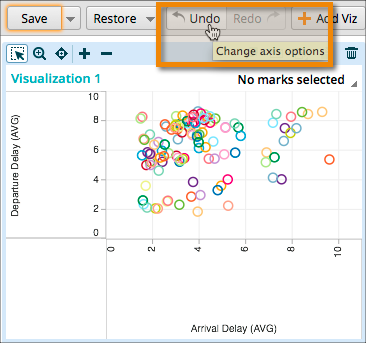 Save Restore Undo Redo Add Viz
Change axis options
Visualization 1 No marks selected
Departure Delay (AVG)
10
8
6
4
2
0
0 2 4 6 8 10
Arrival Delay (AVG)